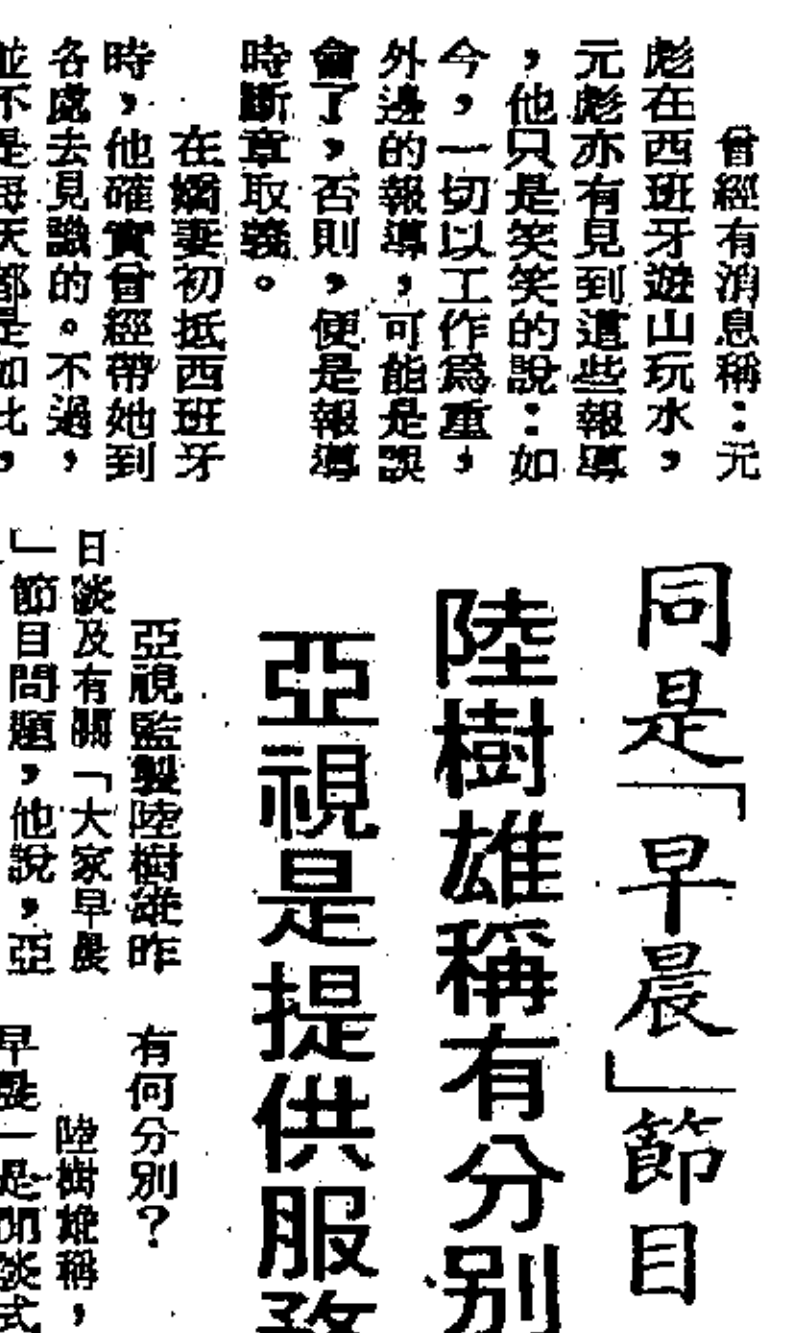 曾經有消息稱：元
彪在西班牙遊山玩水，
元彪亦有見到這些報導
，他只是笑笑的說：如
今，一切以工作爲重，
外邊的報導，可能是誤
會了，否則，便是報導
時斷章取義。
在嬌妻初抵西班牙
時，他確實曾經帶她到
各處去見識的。不過，
並不是每天都是如此，
同是「早晨」節目
陸樹雄稱有分別
亞視是提供服務
亞視監製陸樹雄昨
日談及有關「大家早晨
」節目問題，他說，亞
有何分別？
陸樹雄稱，
早晨」是閒談式